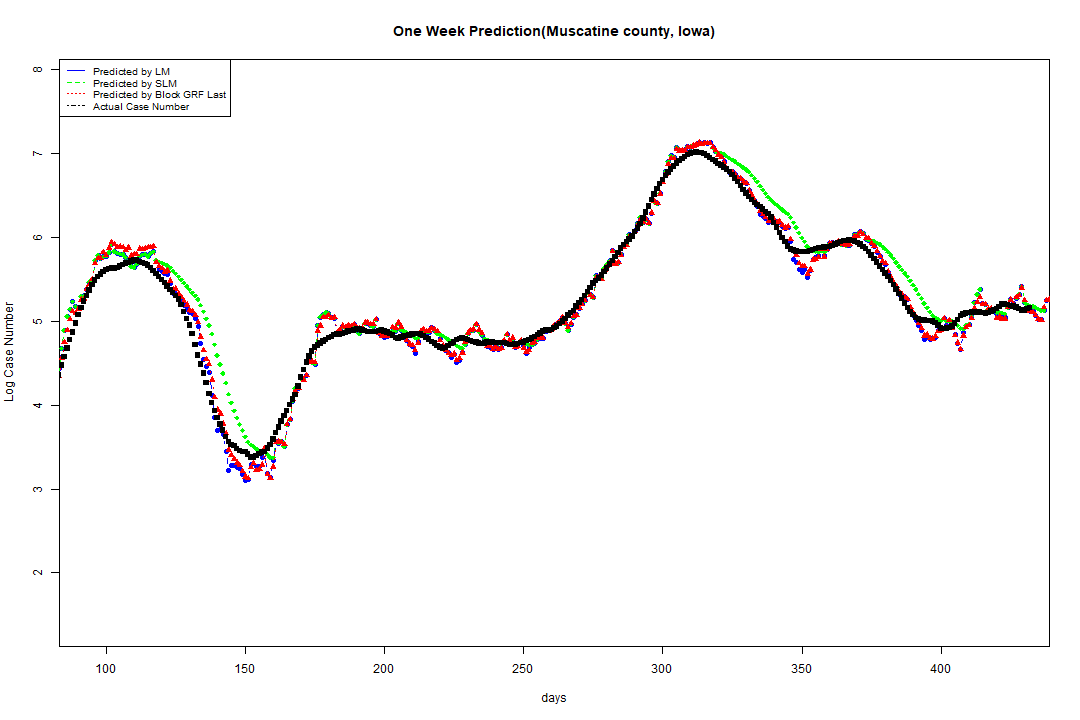 One Week Prediction(Muscatine county, Iowa)
Predicted by LM
Predicted by SLM
Predicted by Block GRF Last
Actual Case Number
Log Case Number
8
7
6
5
4
3
2
100 150 200 250 300 350 400
days